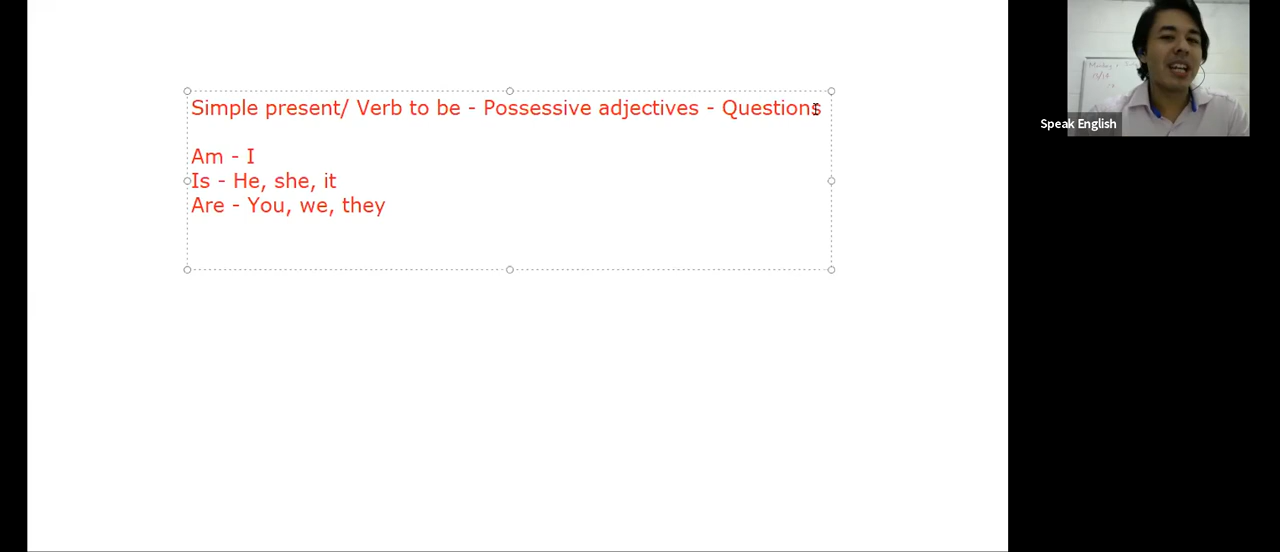 Simple present/ Verb to be - Possessive adjectives - Questions
Am - I
Is - He, she, it
Are - You, we, they
Speak English